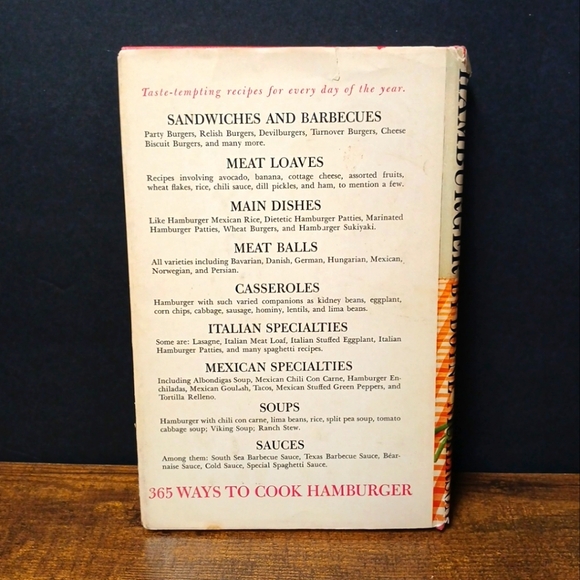 Taste-tempting recipes for every day of the year.
SANDWICHES AND BARBECUES
Party Burgers, Relish Burgers, Devilburgers, Turnover Burgers, Cheese
Biscuit Burgers, and many more.
MEAT LOAVES
Recipes involving avocado, banana, cottage cheese, assorted fruits,
wheat flakes, rice, chili sauce, dill pickles, and ham, to mention a few.
MAIN DISHES
Like Hamburger Mexican Rice, Dietetic Hamburger Patties, Marinated
Hamburger Patties, Wheat Burgers, and Hamburger Sukiyaki.
MEAT BALLS
All varieties including Bavarian, Danish, German, Hungarian, Mexican,
Norwegian, and Persian.
CASSEROLES
Hamburger with such varied companions as kidney beans, eggplant,
corn chips, cabbage, sausage, hominy, lentils, and lima beans.
ITALIAN SPECIALTIES
Some are: Lasagne, Italian Meat Loaf, Italian Stuffed Eggplant, Italian
Hamburger Patties, and many spaghetti recipes.
MEXICAN SPECIALTIES
Including Albondigas Soup, Mexican Chili Con Carne, Hamburger En-
chiladas, Mexican Goulash, Tacos, Mexican Stuffed Green Peppers, and
Tortilla Relleno.
SOUPS
Hamburger with chili con carne, lima beans, rice, split pea soup, tomato
cabbage soup; Viking Soup; Ranch Stew.
SAUCES
Among them: South Sea Barbecue Sauce, Texas Barbecue Sauce, Béar-
naise Sauce, Cold Sauce, Special Spaghetti Sauce.
365 WAYS TO COOK HAMBURGER
HAMBURGER